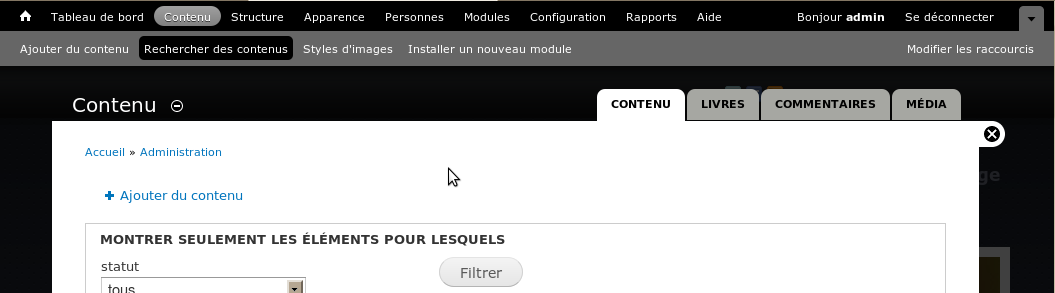 Tableau de bord Contenu Structure Apparence Personnes Modules Configuration Rapports Aide Bonjour admin Se déconnecter
Ajouter du contenu Rechercher des contenus Styles d'images Installer un nouveau module Modifier les raccourcis
Contenu CONTENU LIVRES COMMENTAIRES MÉDIA
Accueil » Administration
ge
Ajouter du contenu
MONTRER SEULEMENT LES ÉLÉMENTS POUR LESQUELS
statut
Filtrer
tous